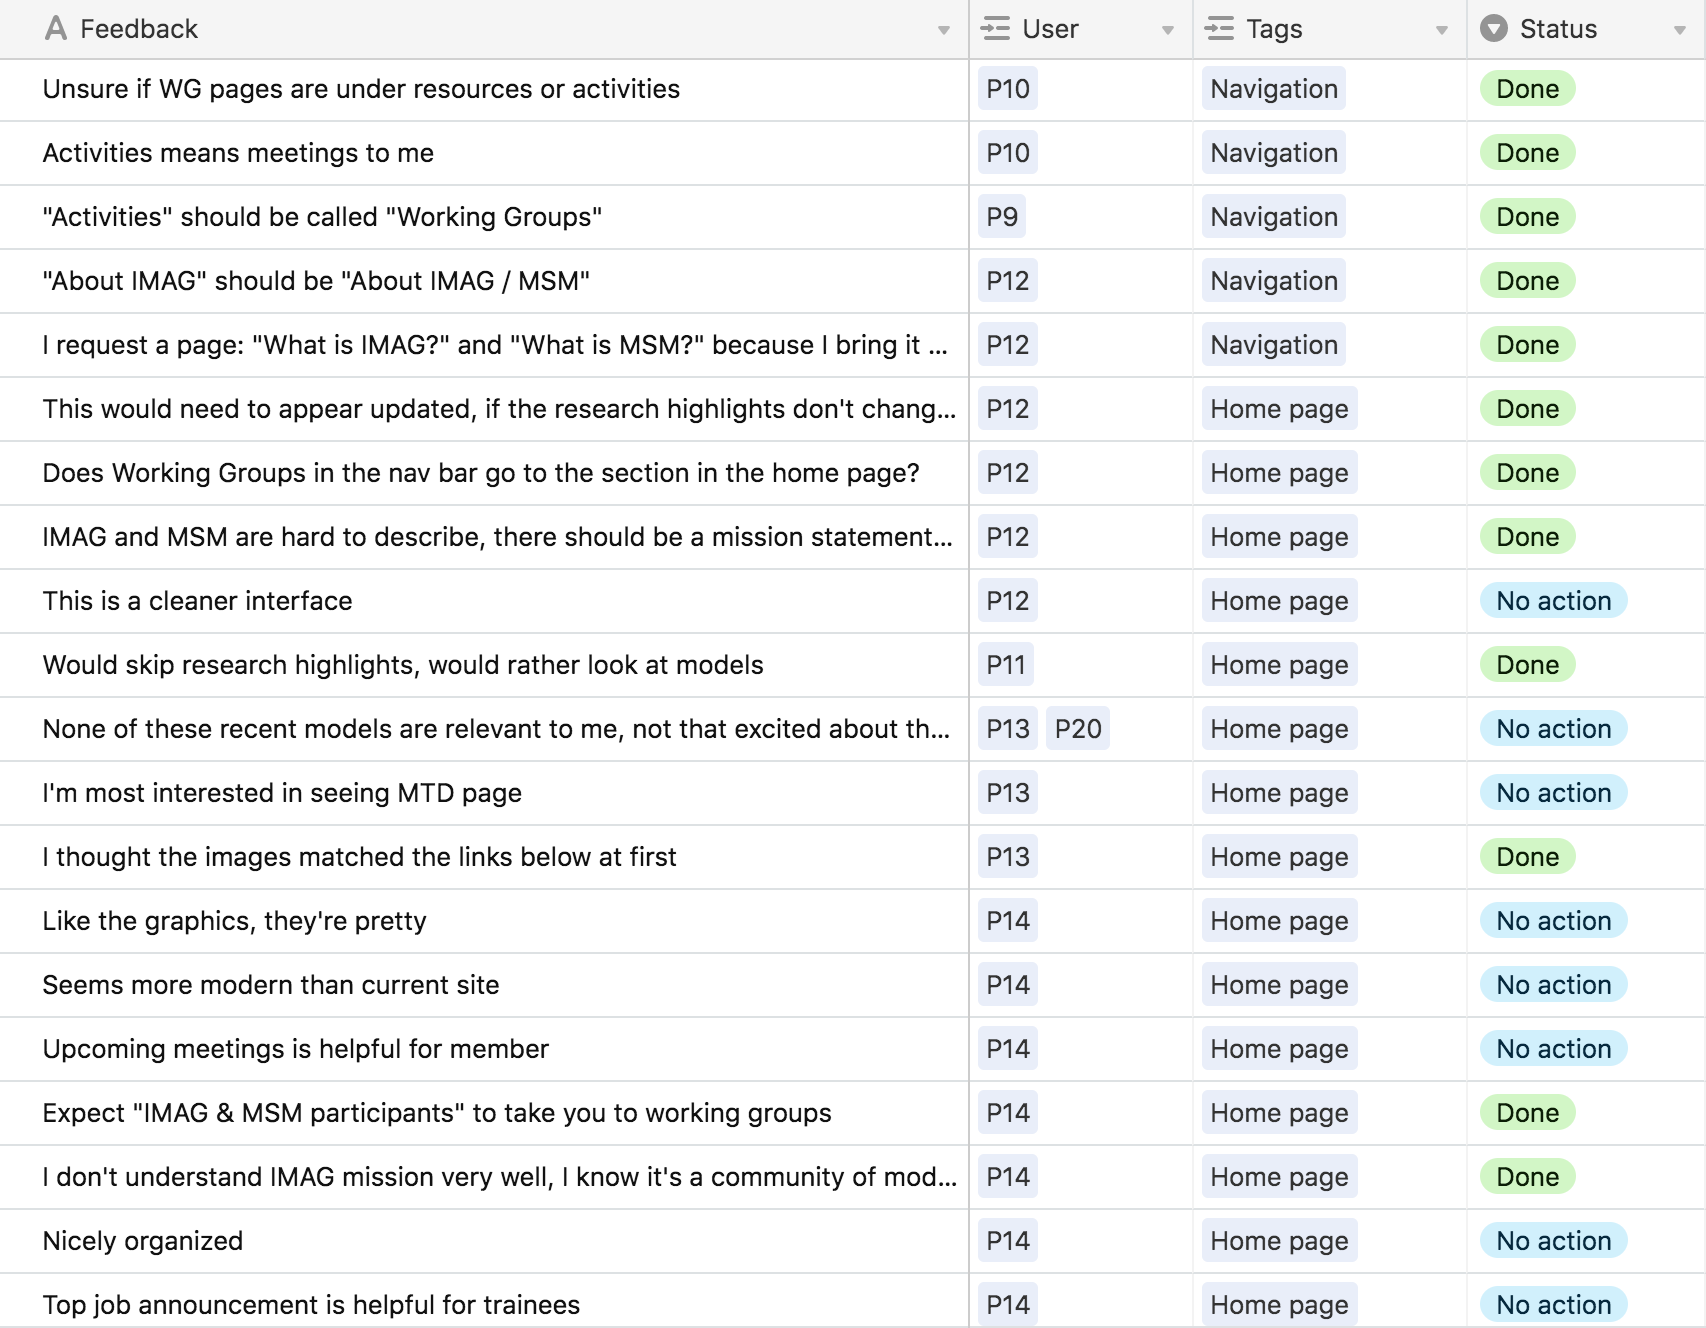 Feedback User Tags Status
Unsure if WG pages are under resources or activities P10 Navigation Done
Activities means meetings to me P10 Navigation Done
"Activities" should be called "Working Groups" P9 Navigation Done
"About IMAG" should be "About IMAG / MSM" P12 Navigation Done
I request a page: "What is IMAG?" and "What is MSM?" because I bring it ... P12 Navigation Done
This would need to appear updated, if the research highlights don't chang... P12 Home page Done
Does Working Groups in the nav bar go to the section in the home page? P12 Home page Done
IMAG and MSM are hard to describe, there should be a mission statement... P12 Home page Done
This is a cleaner interface P12 Home page No action
Would skip research highlights, would rather look at models P11 Home page Done
None of these recent models are relevant to me, not that excited about th... P13 P20 Home page No action
I'm most interested in seeing MTD page P13 Home page No action
I thought the images matched the links below at first P13 Home page Done
Like the graphics, they're pretty P14 Home page No action
Seems more modern than current site P14 Home page No action
Upcoming meetings is helpful for member P14 Home page No action
Expect "IMAG & MSM participants" to take you to working groups P14 Home page Done
I don't understand IMAG mission very well, I know it's a community of mod... P14 Home page Done
Nicely organized P14 Home page No action
Top job announcement is helpful for trainees P14 Home page No action